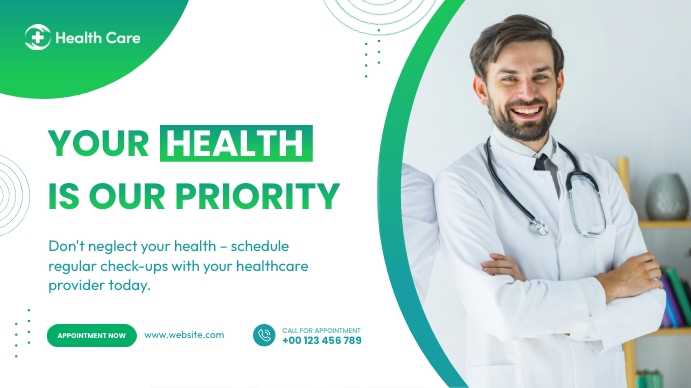 Health Care
YOUR HEALTH
IS OUR PRIORITY
Don't neglect your health – schedule
regular check-ups with your healthcare
provider today.
APPOINTMENT NOW
www.website.com
CALL FOR APPOINTMENT
+00 123 456 789